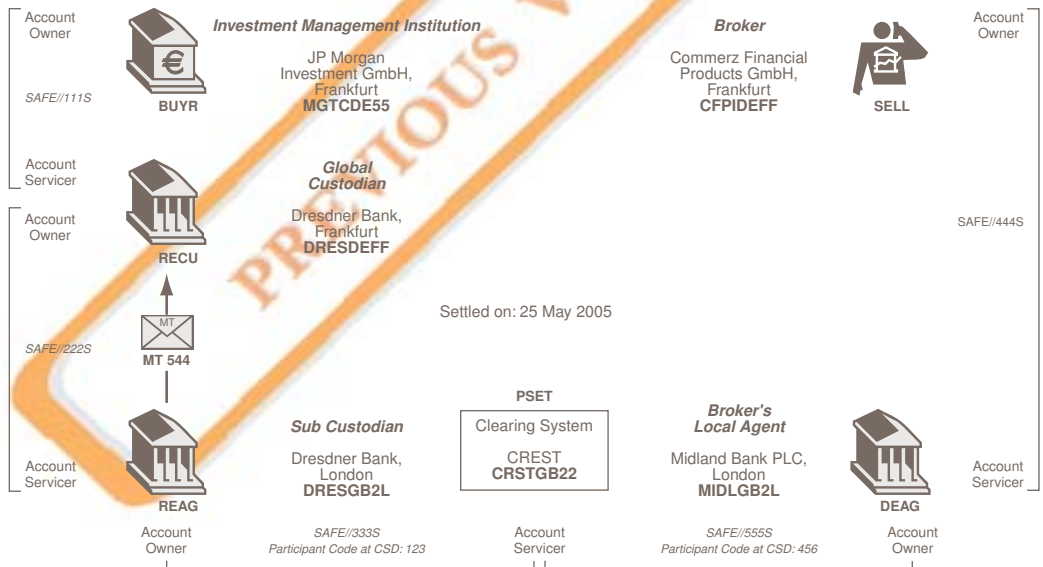 Account
Owner
Investment Management Institution
Broker
Account
Owner
JP Morgan
Investment GmbH,
Frankfurt
MGTCDE55
Commerz Financial
Products GmbH,
Frankfurt
CFPIDEFF
€
SAFE//111S
BUYR
SELL
Account
Servicer
Global
Custodian
Account
Owner
Dresdner Bank,
Frankfurt
DRESDEFF
SAFE//444S
RECU
PREVIOUS V
Settled on: 25 May 2005
MT
SAFE//222S
MT 544
PSET
Sub Custodian
Clearing System
Broker's
Local Agent
Account
Servicer
Dresdner Bank,
London
DRESGB2L
CREST
CRSTGB22
Midland Bank PLC,
London
MIDLGB2L
Account
Servicer
REAG
DEAG
Account
Owner
SAFE//333S
Participant Code at CSD: 123
Account
Servicer
SAFE//555S
Participant Code at CSD: 456
Account
Owner